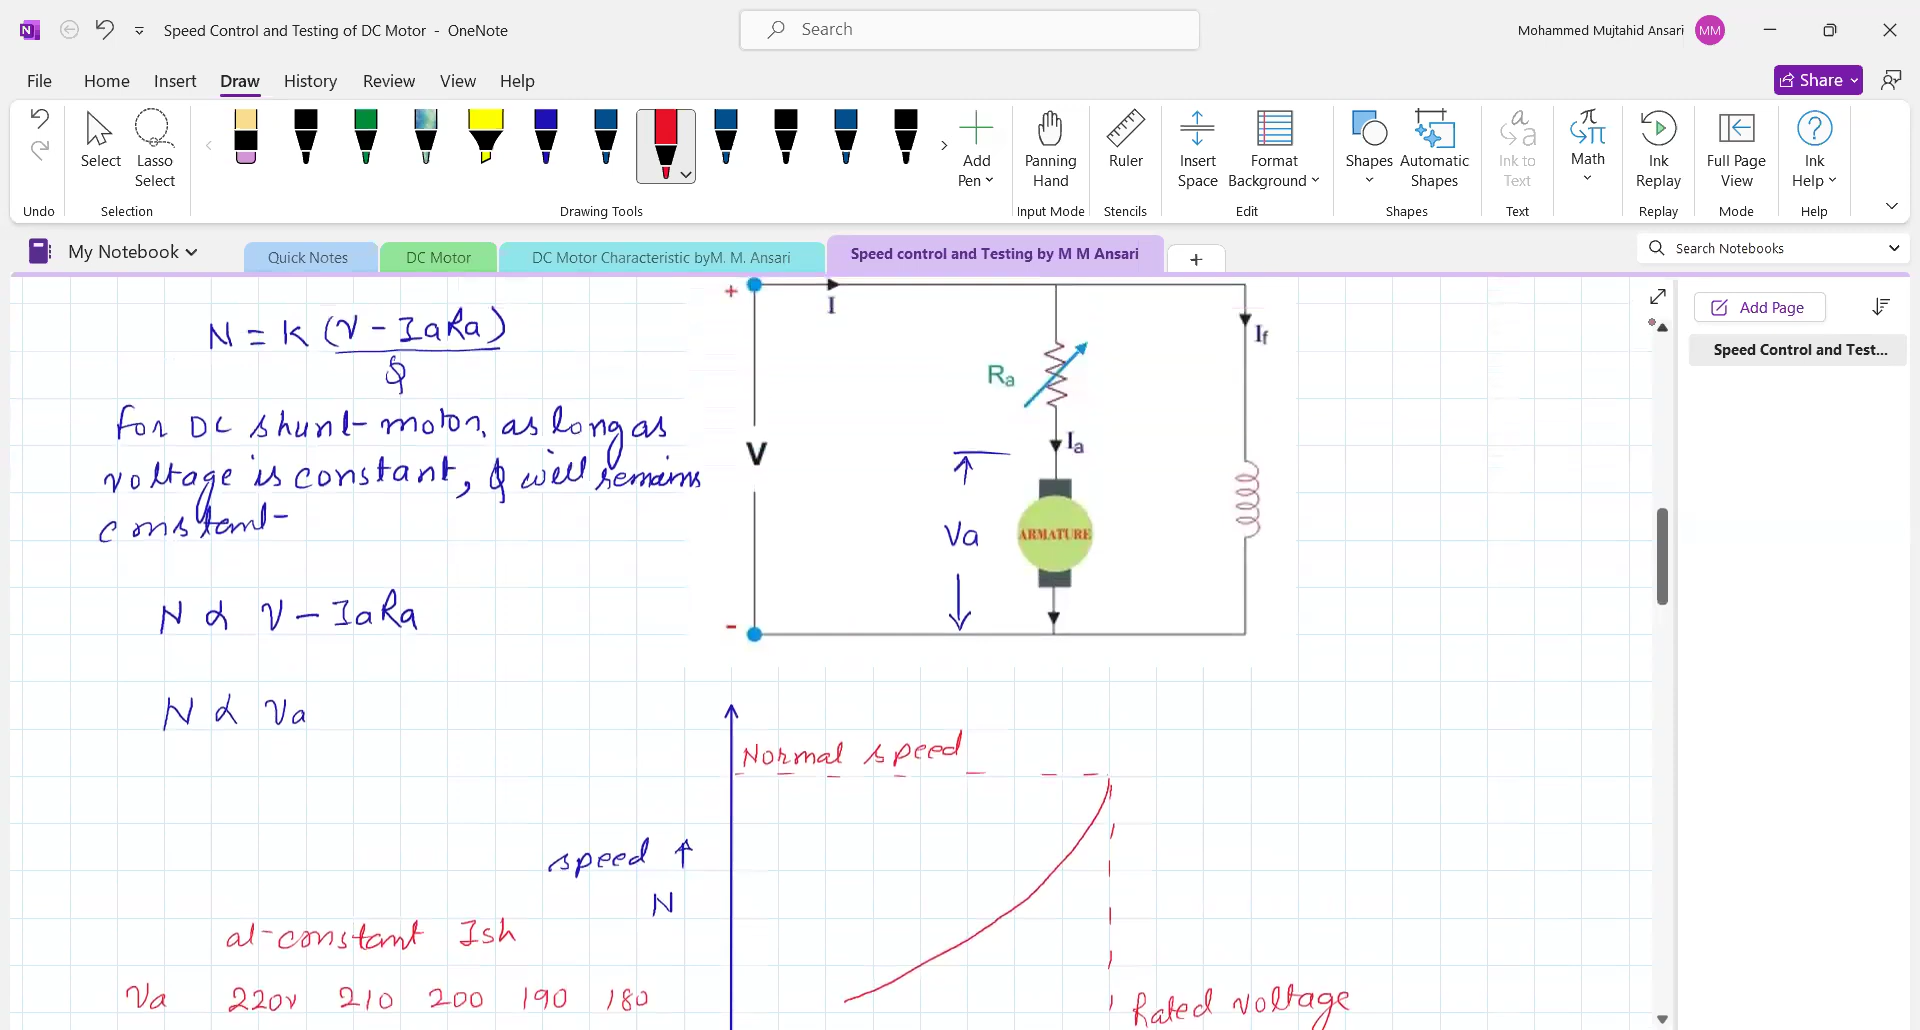 Speed Control and Testing of DC Motor - OneNote
Search
Mohammed Mujtahid Ansari MM
File Home Insert Draw History Review View Help
Share
Select
Lasso Select
Add Pen
Panning Hand
Ruler
Insert Space
Format Background
Shapes
Automatic Shapes
Ink to Text
Math
Ink Replay
Full Page View
Ink Help
Undo Selection Drawing Tools Input Mode Stencils Edit Shapes Text Replay Mode Help
My Notebook
Quick Notes
DC Motor
DC Motor Characteristic byM. M. Ansari
Speed control and Testing by M M Ansari
+
Search Notebooks
Add Page
Speed Control and Test...
N = K (V - IaRa)
ϕ
for DC shunt motor, as long as
voltage is constant, ϕ will remains
constant
N α V - IaRa
N α Va
+
I
If
Ra
Ia
V
Va
ARMATURE
-
Normal speed
speed ↑
N
at constant Ish
Va 220v 210 200 190 180
Rated voltage